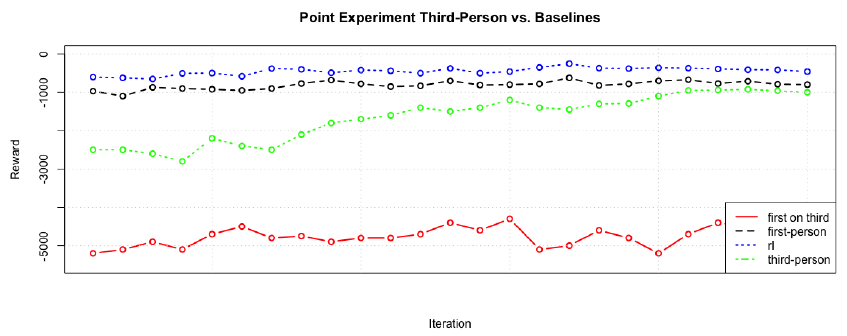 Point Experiment Third-Person vs. Baselines
0
-1000
-3000
-5000
Reward
first on third
first-person
rl
third-person
Iteration